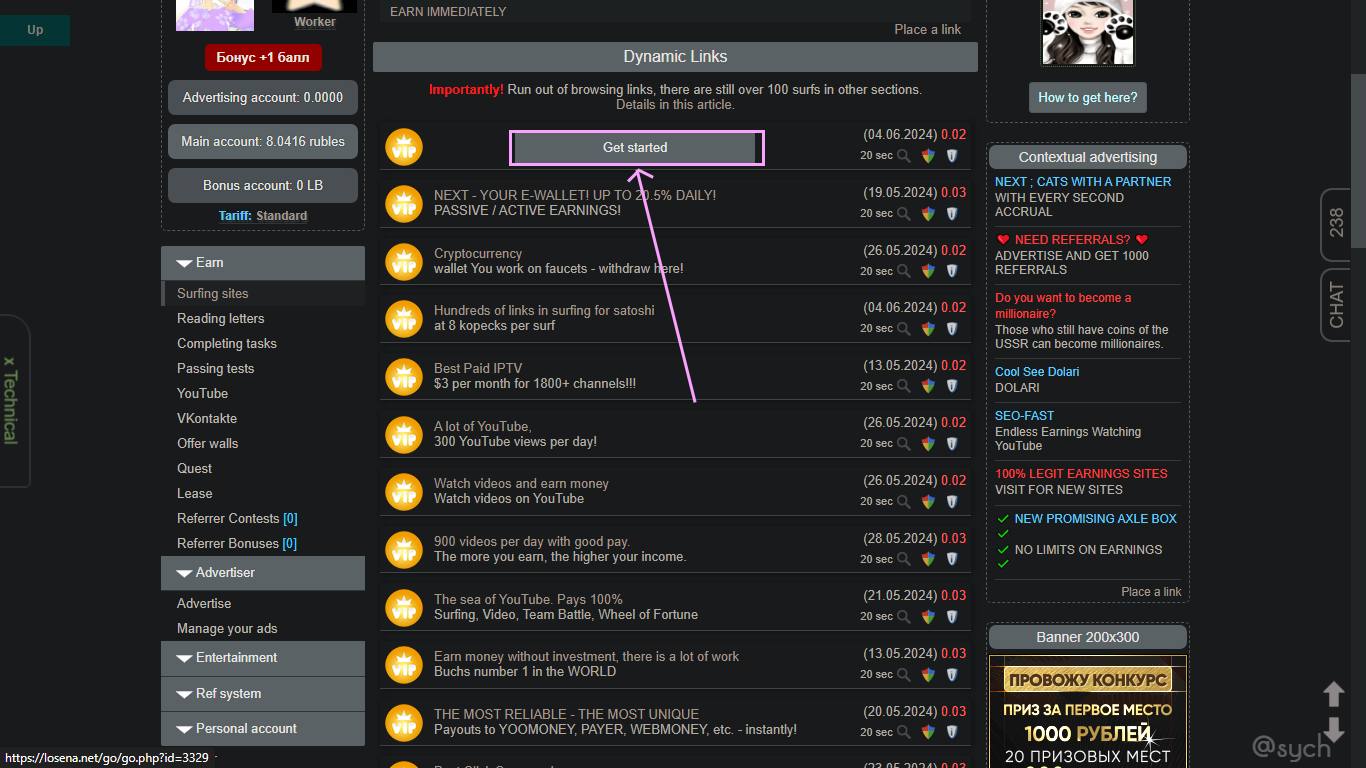 Up
Worker
Бонус +1 балл
Advertising account: 0.0000
Main account: 8.0416 rubles
Bonus account: 0 LB
Tariff: Standard
Earn
Surfing sites
Reading letters
Completing tasks
Passing tests
YouTube
VKontakte
Offer walls
Quest
Lease
Referrer Contests [0]
Referrer Bonuses [0]
Advertiser
Advertise
Manage your ads
Entertainment
Ref system
Personal account
x Technical
https://losena.net/go/go.php?id=3329
EARN IMMEDIATELY
Place a link
Dynamic Links
Importantly! Run out of browsing links, there are still over 100 surfs in other sections.
Details in this article.
VIP
Get started
(04.06.2024) 0.02
20 sec
VIP
NEXT - YOUR E-WALLET! UP TO 20.5% DAILY!
PASSIVE / ACTIVE EARNINGS!
(19.05.2024) 0.03
20 sec
VIP
Cryptocurrency
wallet You work on faucets - withdraw here!
(26.05.2024) 0.02
20 sec
VIP
Hundreds of links in surfing for satoshi
at 8 kopecks per surf
(04.06.2024) 0.02
20 sec
VIP
Best Paid IPTV
$3 per month for 1800+ channels!!!
(13.05.2024) 0.02
20 sec
VIP
A lot of YouTube,
300 YouTube views per day!
(26.05.2024) 0.02
20 sec
VIP
Watch videos and earn money
Watch videos on YouTube
(26.05.2024) 0.02
20 sec
VIP
900 videos per day with good pay.
The more you earn, the higher your income.
(28.05.2024) 0.03
20 sec
VIP
The sea of YouTube. Pays 100%
Surfing, Video, Team Battle, Wheel of Fortune
(21.05.2024) 0.03
20 sec
VIP
Earn money without investment, there is a lot of work
Buchs number 1 in the WORLD
(13.05.2024) 0.03
20 sec
VIP
THE MOST RELIABLE - THE MOST UNIQUE
Payouts to YOOMONEY, PAYER, WEBMONEY, etc. - instantly!
(20.05.2024) 0.03
20 sec
How to get here?
Contextual advertising
NEXT ; CATS WITH A PARTNER
WITH EVERY SECOND
ACCRUAL
NEED REFERRALS?
ADVERTISE AND GET 1000
REFERRALS
Do you want to become a
millionaire?
Those who still have coins of the
USSR can become millionaires.
Cool See Dolari
DOLARI
SEO-FAST
Endless Earnings Watching
YouTube
100% LEGIT EARNINGS SITES
VISIT FOR NEW SITES
NEW PROMISING AXLE BOX
NO LIMITS ON EARNINGS
Place a link
Banner 200x300
ПРОВОЖУ КОНКУРС
ПРИЗ ЗА ПЕРВОЕ МЕСТО
1000 РУБЛЕЙ
20 ПРИЗОВЫХ МЕСТ
238
CHAT
@sych